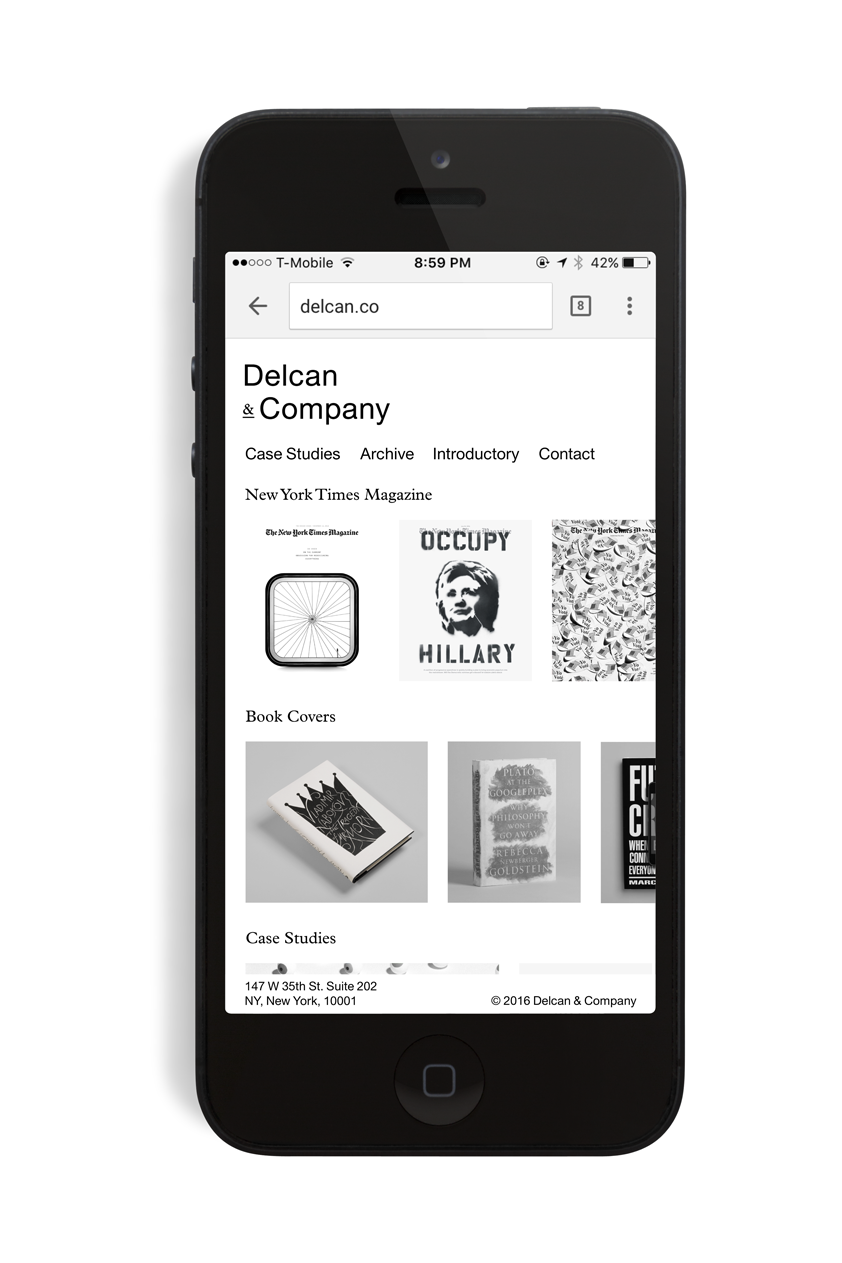 T-Mobile 8:59 PM 42%
delcan.co 8
Delcan
& Company
Case Studies Archive Introductory Contact
New York Times Magazine
The New York Times Magazine
OCCUPY
HILLARY
Book Covers
PLATO
AT THE
GOOGLEPLEX
WHY
PHILOSOPHY
WON'T
GO AWAY
REBECCA
NEWBERGER
GOLDSTEIN
WHEN
CONN
EVERYON
MARC
Case Studies
147 W 35th St. Suite 202
NY, New York, 10001
© 2016 Delcan & Company